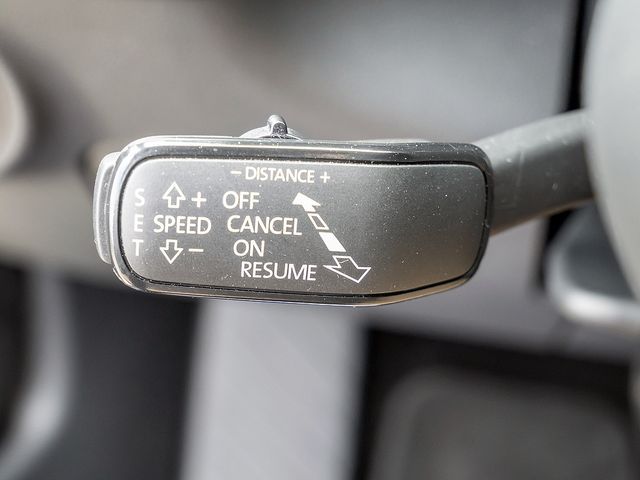 - DISTANCE +
S + OFF
E SPEED CANCEL
T - ON
RESUME